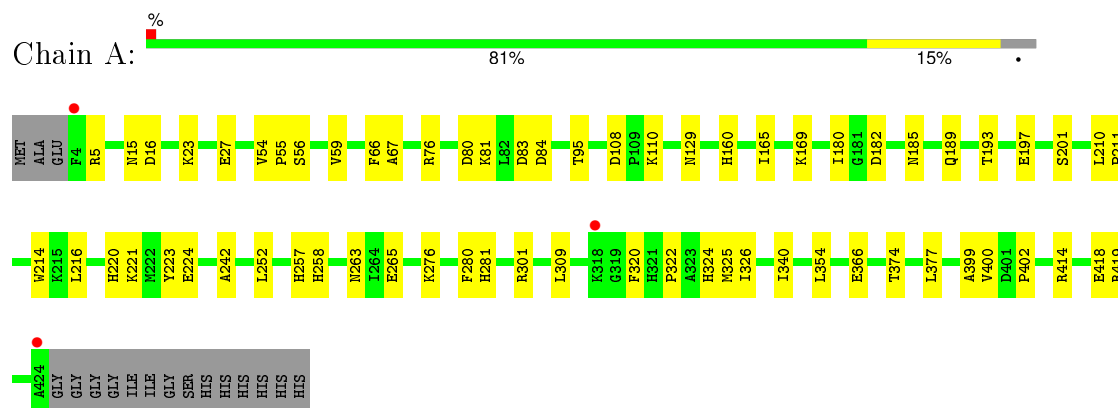 %
Chain A:
81% 15% •
MET ALA GLU F4 R5 N15 D16 K23 E27 V54 P55 S56 V59 F66 A67 R76 D80 K81 L82 D83 D84 T95 D108 P109 K110 N129 H160 I165 K169 I180 G181 D182 N185 Q189 T193 E197 S201 L210
W214 K215 L216 H220 K221 M222 Y223 E224 A242 L252 H257 H258 N263 I264 E265 K276 F280 H281 R301 L309 K318 G319 F320 H321 P322 A323 H324 M325 I326 I340 L354 E366 T374 L377 A399 V400 D401 P402 R414 E418
A424 GLY GLY GLY GLY ILE ILE GLY SER HIS HIS HIS HIS HIS HIS